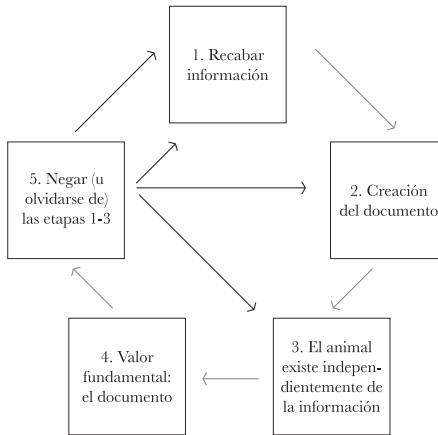 1. Recabar
información
2. Creación
del documento
3. El animal
existe indepen-
dientemente de
la información
4. Valor
fundamental:
el documento
5. Negar (u
olvidarse de)
las etapas 1-3